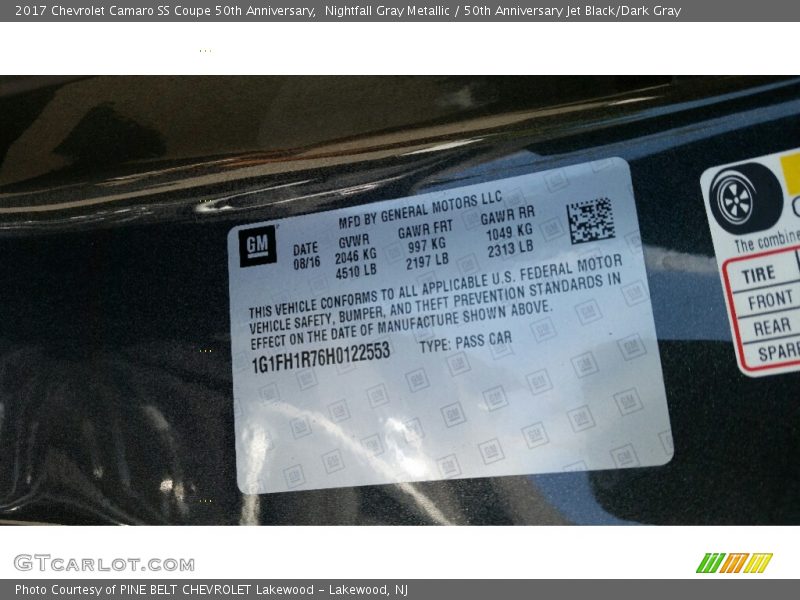 2017 Chevrolet Camaro SS Coupe 50th Anniversary,  Nightfall Gray Metallic / 50th Anniversary Jet Black/Dark Gray
GM
MFD BY GENERAL MOTORS LLC
DATE GVWR GAWR FRT GAWR RR
08/16 2046 KG 997 KG 1049 KG
4510 LB 2197 LB 2313 LB
THIS VEHICLE CONFORMS TO ALL APPLICABLE U.S. FEDERAL MOTOR
VEHICLE SAFETY, BUMPER, AND THEFT PREVENTION STANDARDS IN
EFFECT ON THE DATE OF MANUFACTURE SHOWN ABOVE.
1G1FH1R76H0122553 TYPE: PASS CAR
The combine
TIRE
FRONT
REAR
SPARE
GTCARLOT.COM
Photo Courtesy of PINE BELT CHEVROLET Lakewood - Lakewood, NJ